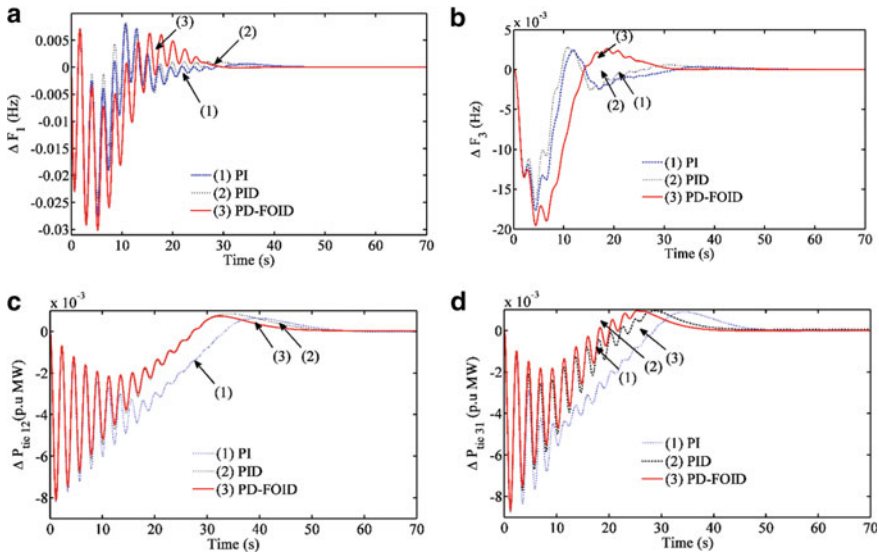 a
0.005
0
-0.005
-0.01
-0.015
-0.02
-0.025
-0.03
Δ F1 (Hz)
(3)
(2)
(1)
(1) PI
(2) PID
(3) PD-FOID
0 10 20 30 40 50 60 70
Time (s)
b
x 10-3
5
0
-5
-10
-15
-20
Δ F3 (Hz)
(3)
(2)
(1)
(1) PI
(2) PID
(3) PD-FOID
0 10 20 30 40 50 60 70
Time (s)
c
x 10-3
0
-2
-4
-6
-8
Δ Ptie 12 (p.u MW)
(3)
(2)
(1)
(1) PI
(2) PID
(3) PD-FOID
0 10 20 30 40 50 60 70
Time (s)
d
x 10-3
0
-2
-4
-6
-8
Δ Ptie 31 (p.u MW)
(1)
(2)
(3)
(1) PI
(2) PID
(3) PD-FOID
0 10 20 30 40 50 60 70
Time (s)